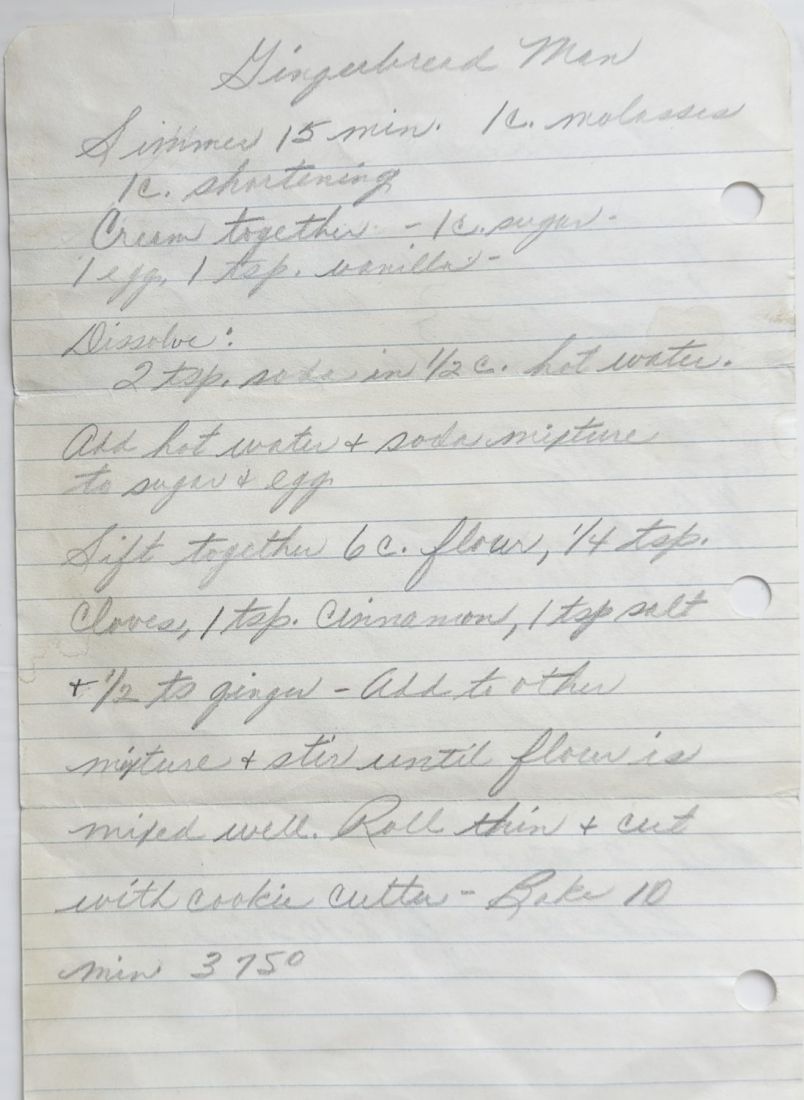 Gingerbread Man
Simmer 15 min. 1c. molasses
1c. shortening
Cream together - 1c. sugar -
1 egg, 1 tsp. vanilla -
Dissolve:
2 tsp. soda in 1/2 c. hot water.
Add hot water + soda mixture
to sugar + egg
Sift together 6 c. flour, 1/4 tsp.
Cloves, 1 tsp. Cinnamon, 1 tsp salt
+ 1/2 ts ginger - Add to other
mixture + stir until flour is
mixed well. Roll thin + cut
with cookie cutter - Bake 10
min 375°